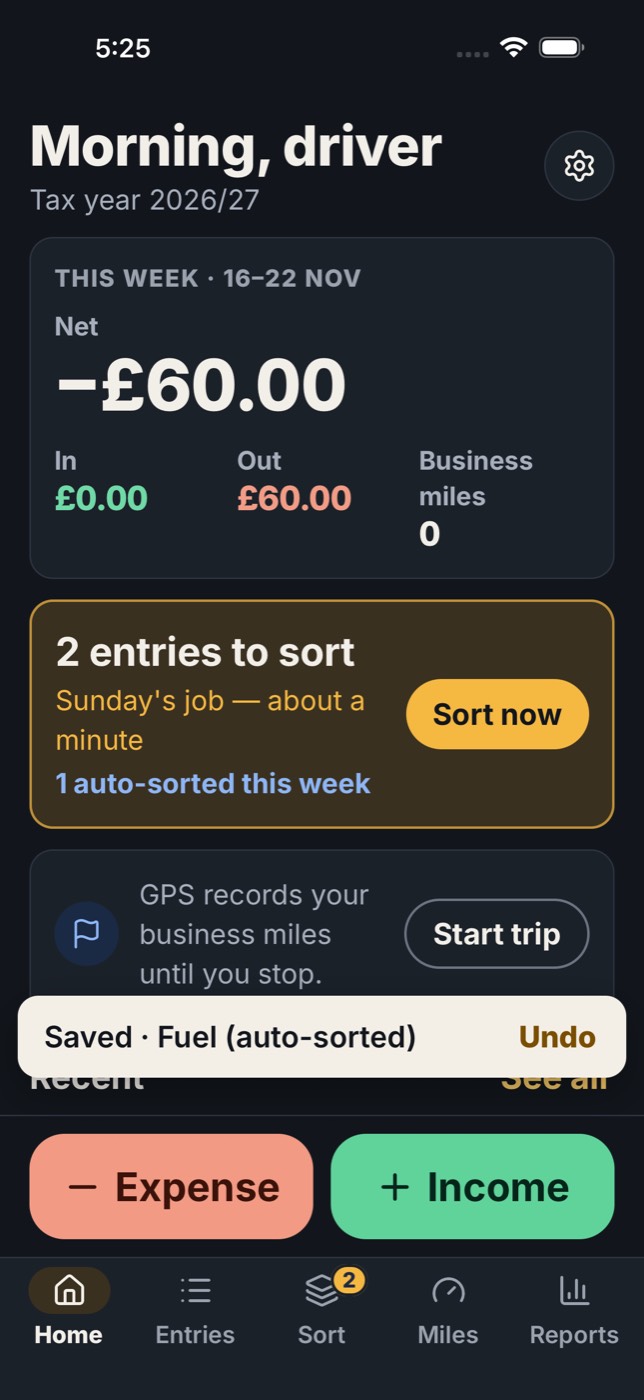 5:25
Morning, driver
Tax year 2026/27
THIS WEEK · 16–22 NOV
Net
−£60.00
In
£0.00
Out
£60.00
Business
miles
0
2 entries to sort
Sunday's job — about a
minute
1 auto-sorted this week
Sort now
GPS records your
business miles
until you stop.
Start trip
Saved · Fuel (auto-sorted)
Undo
Recent
See all
− Expense
+ Income
2
Home
Entries
Sort
Miles
Reports